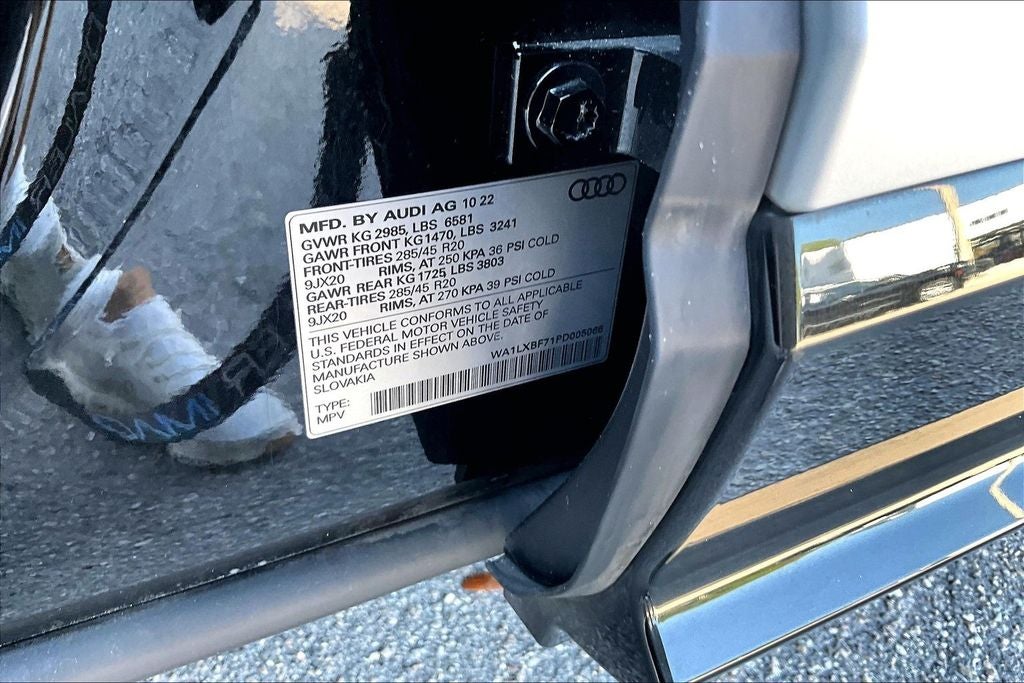 MFD. BY AUDI AG 10 22
GVWR KG 2985, LBS 6581
GAWR FRONT KG1470, LBS 3241
FRONT-TIRES 285/45 R20
9JX20 RIMS, AT 250 KPA 36 PSI COLD
GAWR REAR KG 1725 LBS 3803
REAR-TIRES 285/45 R20
9JX20 RIMS, AT 270 KPA 39 PSI COLD
THIS VEHICLE CONFORMS TO ALL APPLICABLE
U.S. FEDERAL MOTOR VEHICLE SAFETY
STANDARDS IN EFFECT ON THE DATE OF
MANUFACTURE SHOWN ABOVE.
SLOVAKIA WA1LXBF71PD005066
TYPE:
MPV